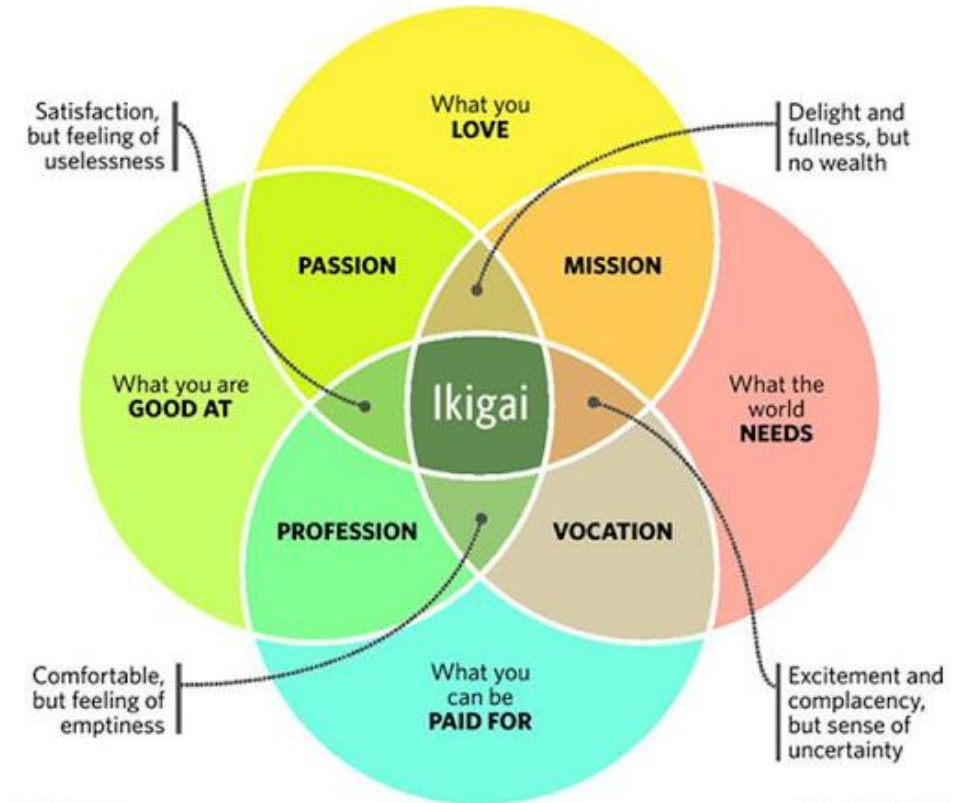 What you
LOVE
Satisfaction,
but feeling of
uselessness
Delight and
fullness, but
no wealth
PASSION
MISSION
What you are
GOOD AT
Ikigai
What the
world
NEEDS
PROFESSION
VOCATION
Comfortable,
but feeling of
emptiness
What you
can be
PAID FOR
Excitement and
complacency,
but sense of
uncertainty